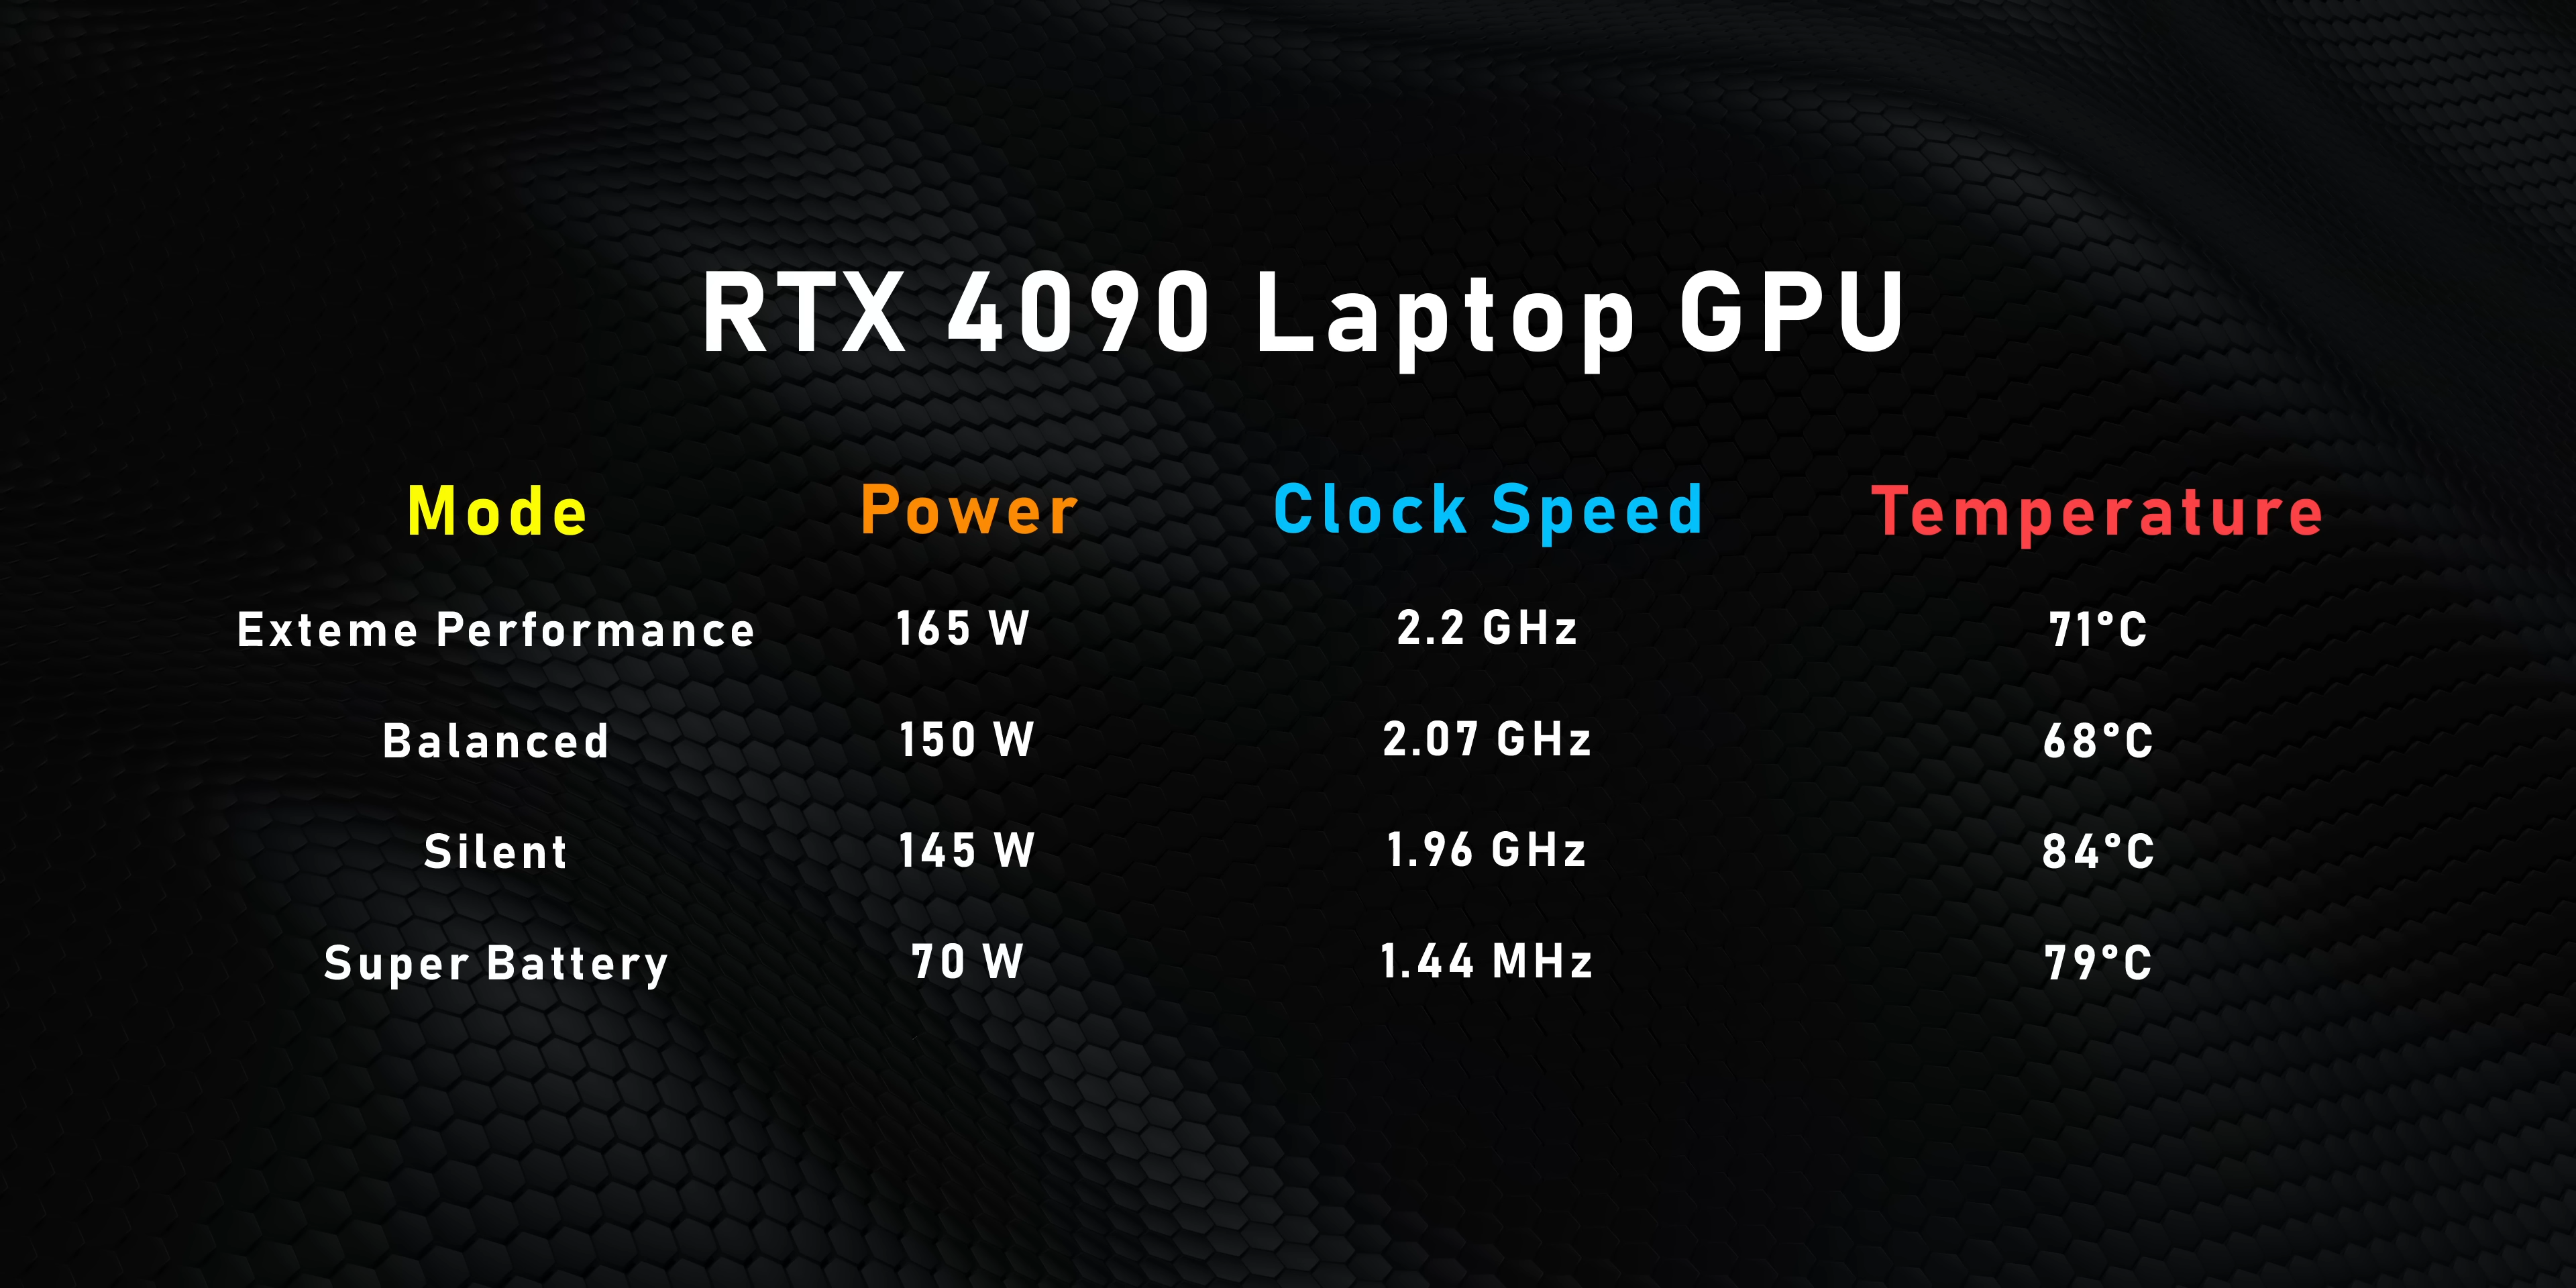 RTX 4090 Laptop GPU
Mode Power Clock Speed Temperature
Exteme Performance 165 W 2.2 GHz 71°C
Balanced 150 W 2.07 GHz 68°C
Silent 145 W 1.96 GHz 84°C
Super Battery 70 W 1.44 MHz 79°C